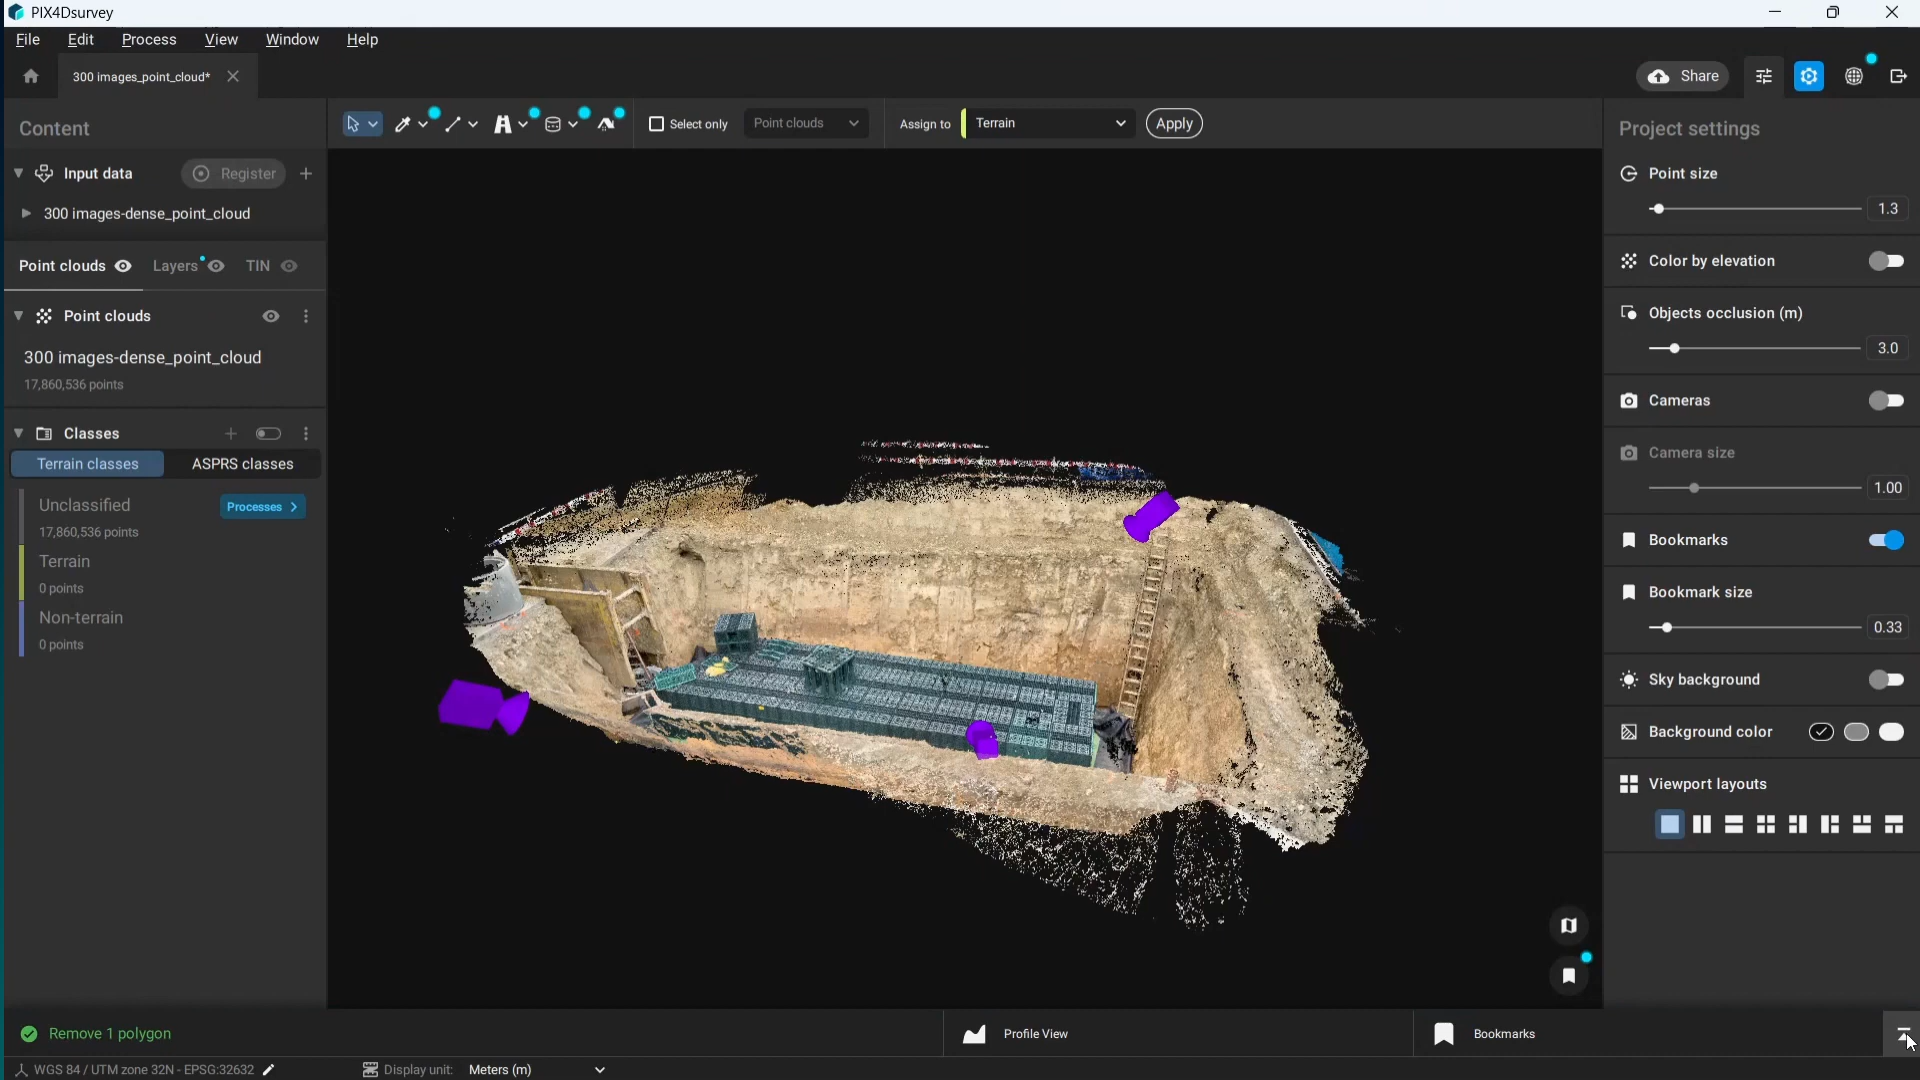 PIX4Dsurvey
File Edit Process View Window Help
300 images_point_cloud*
Share
Content
Select only Point clouds Assign to Terrain Apply
Project settings
Input data Register
300 images-dense_point_cloud
Point clouds Layers TIN
Point clouds
300 images-dense_point_cloud
17,860,536 points
Classes
Terrain classes ASPRS classes
Unclassified Processes
17,860,536 points
Terrain
0 points
Non-terrain
0 points
Point size
1.3
Color by elevation
Objects occlusion (m)
3.0
Cameras
Camera size
1.00
Bookmarks
Bookmark size
0.33
Sky background
Background color
Viewport layouts
Remove 1 polygon
Profile View
Bookmarks
WGS 84 / UTM zone 32N - EPSG:32632 Display unit: Meters (m)